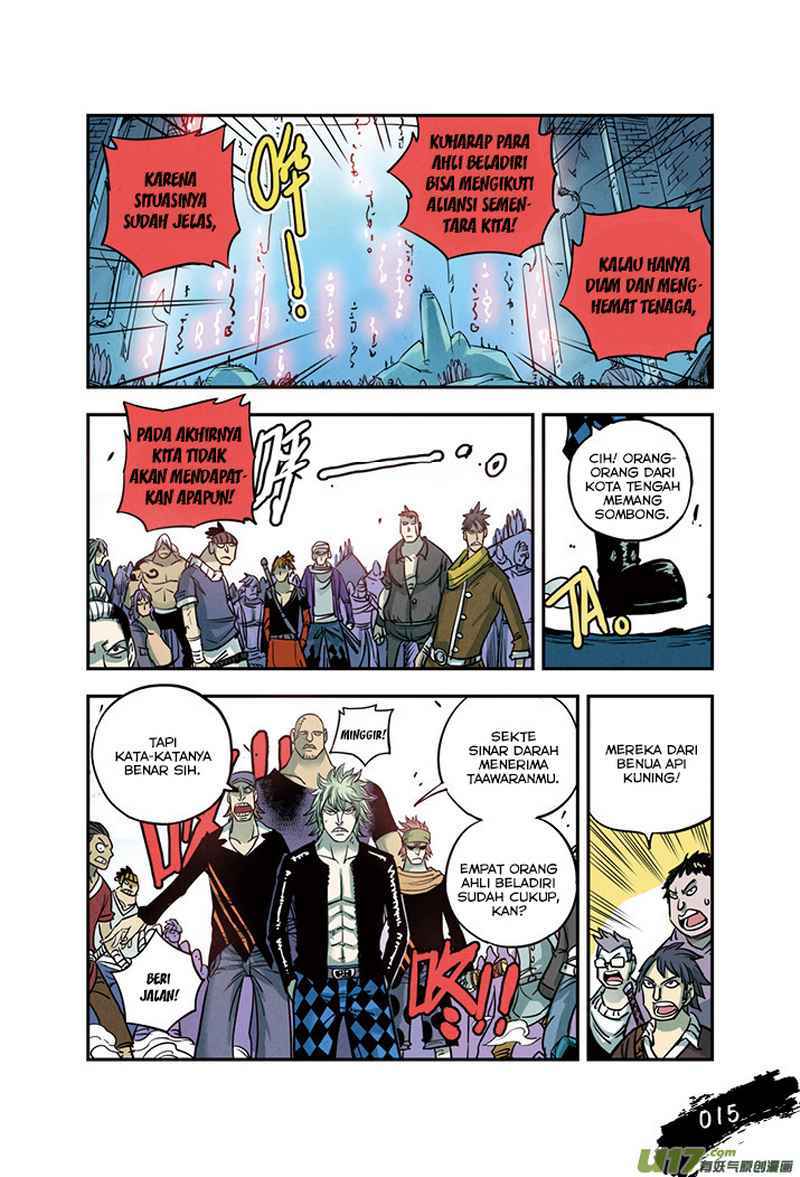 KARENA
SITUASINYA
SUDAH JELAS,
KUHARAP PARA
AHLI BELADIRI
BISA MENGIKUTI
ALIANSI SEMEN-
TARA KITA!
KALAU HANYA
DIAM DAN MENG-
HEMAT TENAGA,
PADA AKHIRNYA
KITA TIDAK
AKAN MENDAPAT-
KAN APAPUN!
呼
CIH! ORANG-
ORANG DARI
KOTA TENGAH
MEMANG
SOMBONG.
TA.
TAPI
KATA-KATANYA
BENAR SIH.
MINGGIR!
SEKTE
SINAR DARAH
MENERIMA
TAAWARANMU.
EMPAT ORANG
AHLI BELADIRI
SUDAH CUKUP,
KAN?
BERI
JALAN!
MEREKA DARI
BENUA API
KUNING!
015
U17.com
有妖气原创漫画